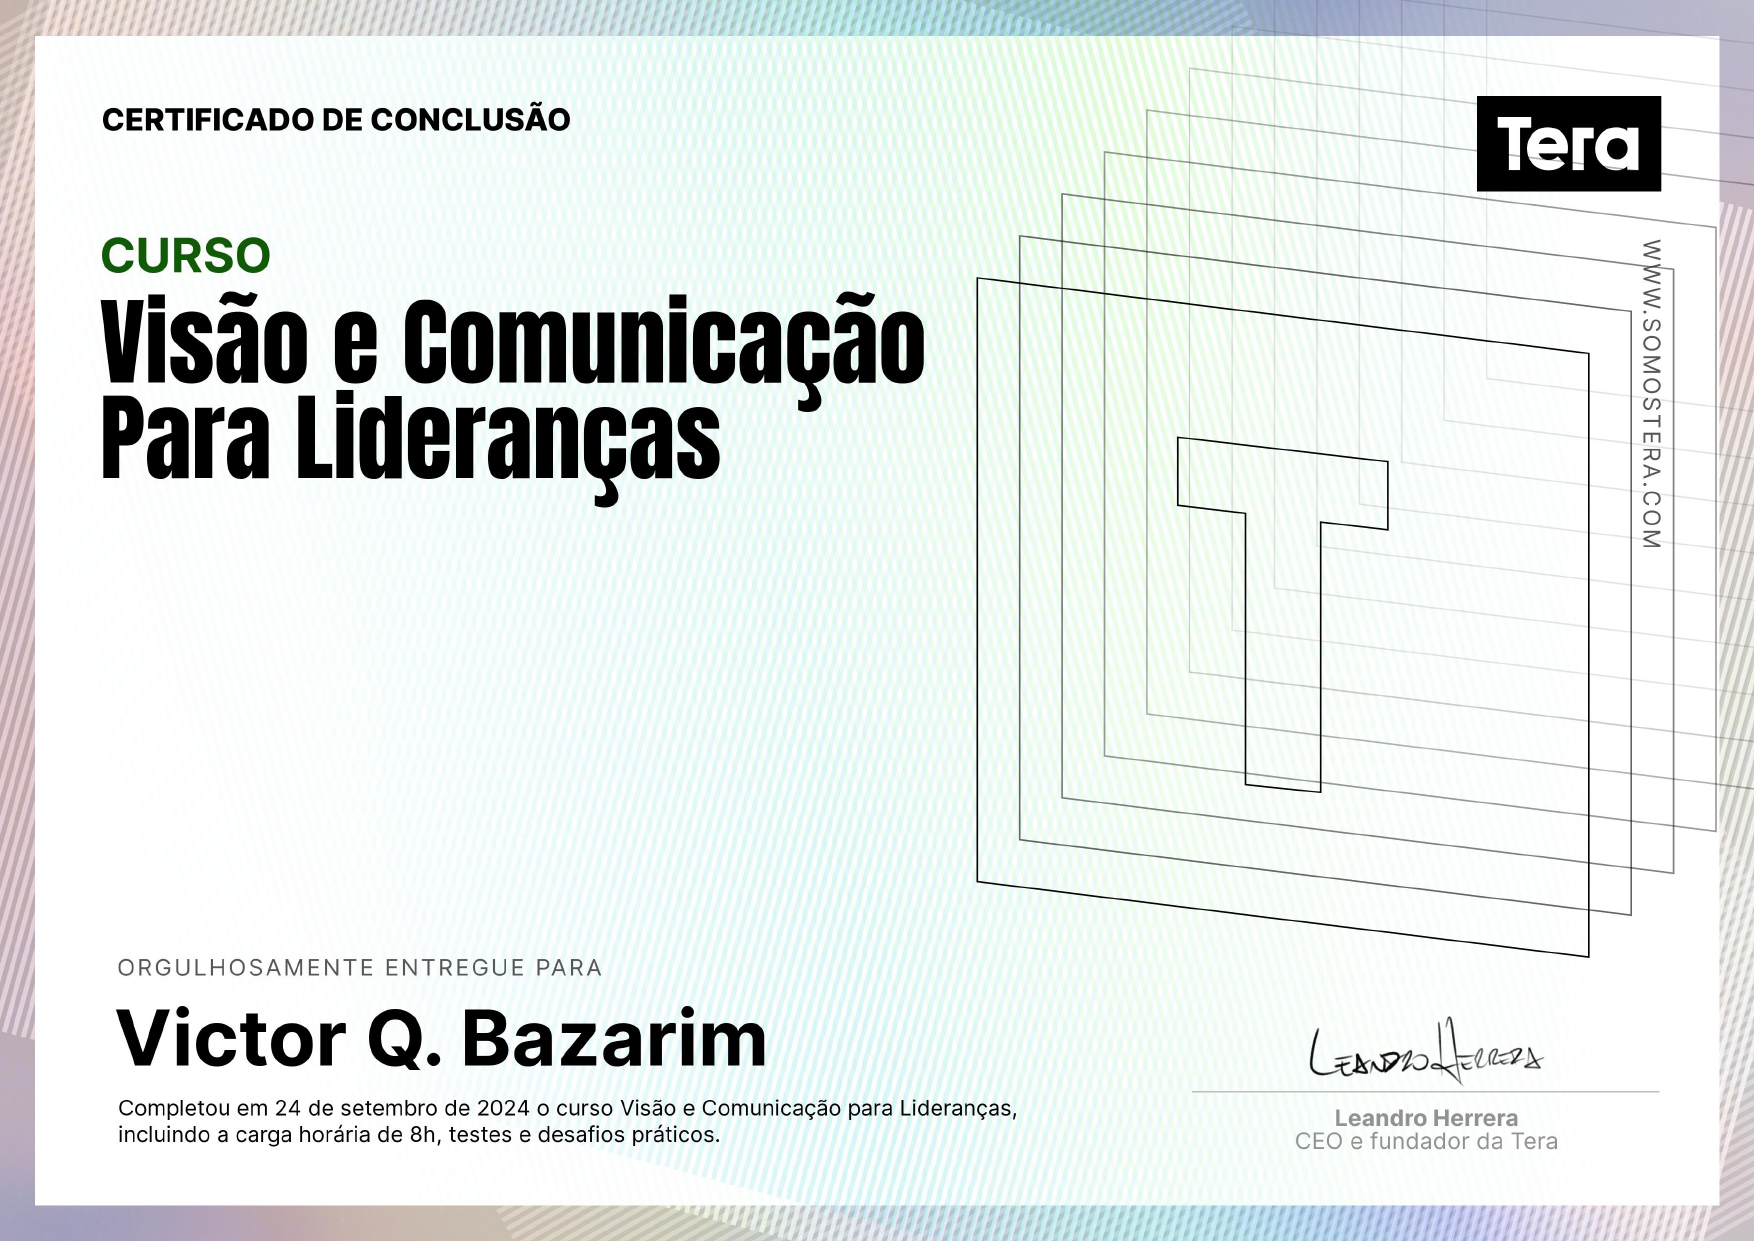 CERTIFICADO DE CONCLUSÃO
Tera
WWW.SOMOSTERA.COM
CURSO
Visão e Comunicação
Para Lideranças
T
ORGULHOSAMENTE ENTREGUE PARA
Victor Q. Bazarim
Completou em 24 de setembro de 2024 o curso Visão e Comunicação para Lideranças,
incluindo a carga horária de 8h, testes e desafios práticos.
LEANDRO HERRERA
Leandro Herrera
CEO e fundador da Tera